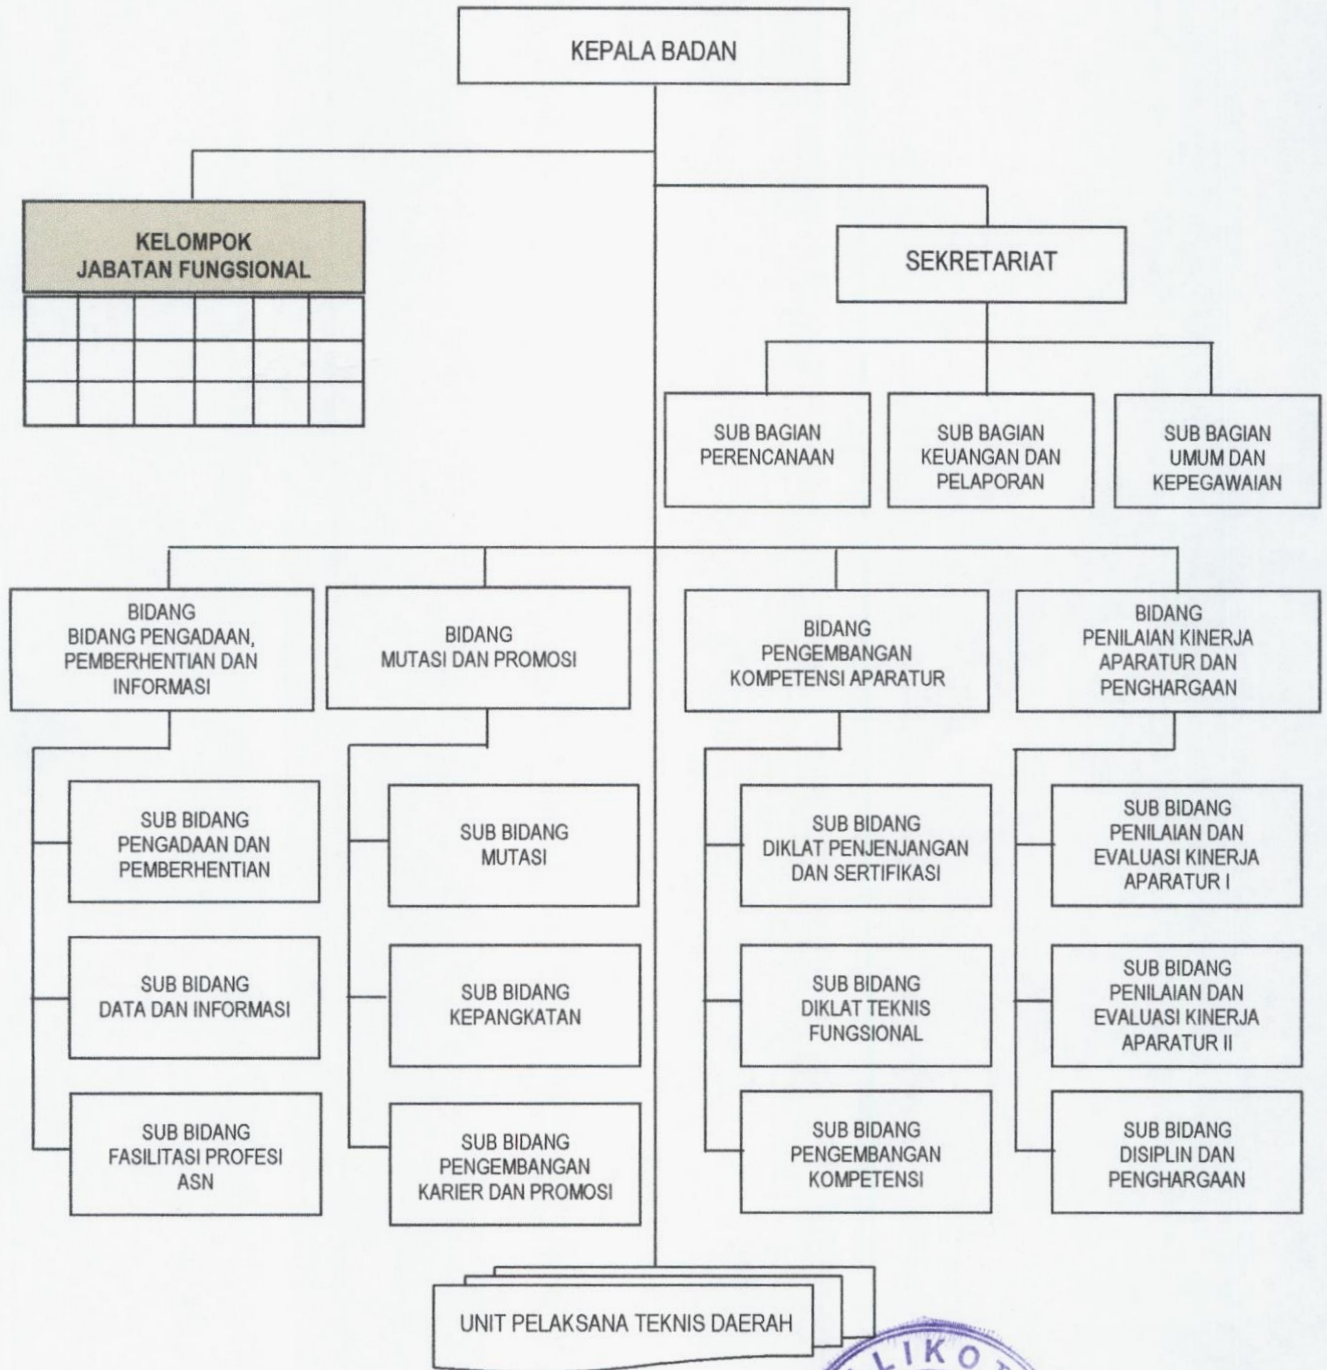 KEPALA BADAN
KELOMPOK
JABATAN FUNGSIONAL
SEKRETARIAT
SUB BAGIAN
PERENCANAAN
SUB BAGIAN
KEUANGAN DAN
PELAPORAN
SUB BAGIAN
UMUM DAN
KEPEGAWAIAN
BIDANG
BIDANG PENGADAAN,
PEMBERHENTIAN DAN
INFORMASI
BIDANG
MUTASI DAN PROMOSI
BIDANG
PENGEMBANGAN
KOMPETENSI APARATUR
BIDANG
PENILAIAN KINERJA
APARATUR DAN
PENGHARGAAN
SUB BIDANG
PENGADAAN DAN
PEMBERHENTIAN
SUB BIDANG
MUTASI
SUB BIDANG
DIKLAT PENJENJANGAN
DAN SERTIFIKASI
SUB BIDANG
PENILAIAN DAN
EVALUASI KINERJA
APARATUR I
SUB BIDANG
DATA DAN INFORMASI
SUB BIDANG
KEPANGKATAN
SUB BIDANG
DIKLAT TEKNIS
FUNGSIONAL
SUB BIDANG
PENILAIAN DAN
EVALUASI KINERJA
APARATUR II
SUB BIDANG
FASILITASI PROFESI
ASN
SUB BIDANG
PENGEMBANGAN
KARIER DAN PROMOSI
SUB BIDANG
PENGEMBANGAN
KOMPETENSI
SUB BIDANG
DISIPLIN DAN
PENGHARGAAN
UNIT PELAKSANA TEKNIS DAERAH